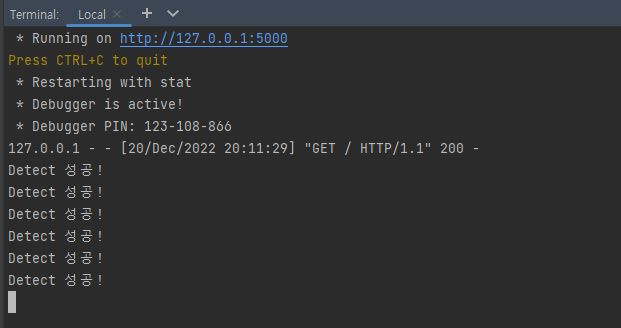 Terminal: Local
* Running on http://127.0.0.1:5000
Press CTRL+C to quit
* Restarting with stat
* Debugger is active!
* Debugger PIN: 123-108-866
127.0.0.1 - - [20/Dec/2022 20:11:29] "GET / HTTP/1.1" 200 -
Detect 성공!
Detect 성공!
Detect 성공!
Detect 성공!
Detect 성공!
Detect 성공!